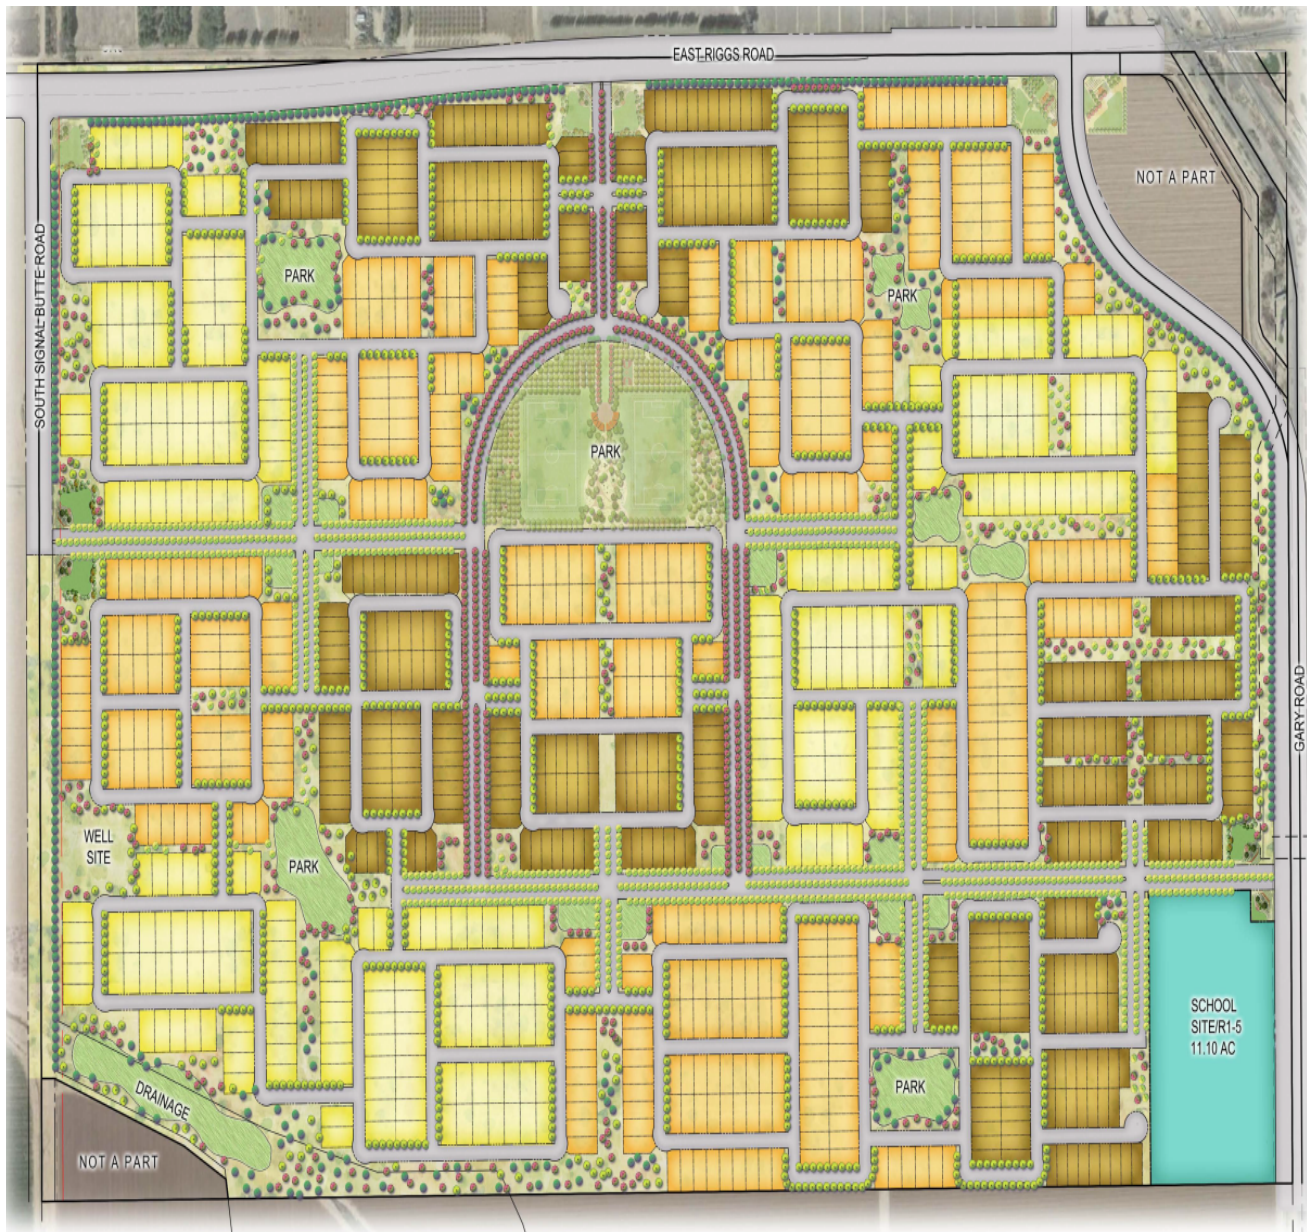 EAST RIGGS ROAD
NOT A PART
SOUTH SIGNAL BUTTE ROAD
PARK
PARK
PARK
GARY ROAD
WELL
SITE
PARK
SCHOOL
SITE/R1-5
11.10 AC
PARK
DRAINAGE
NOT A PART